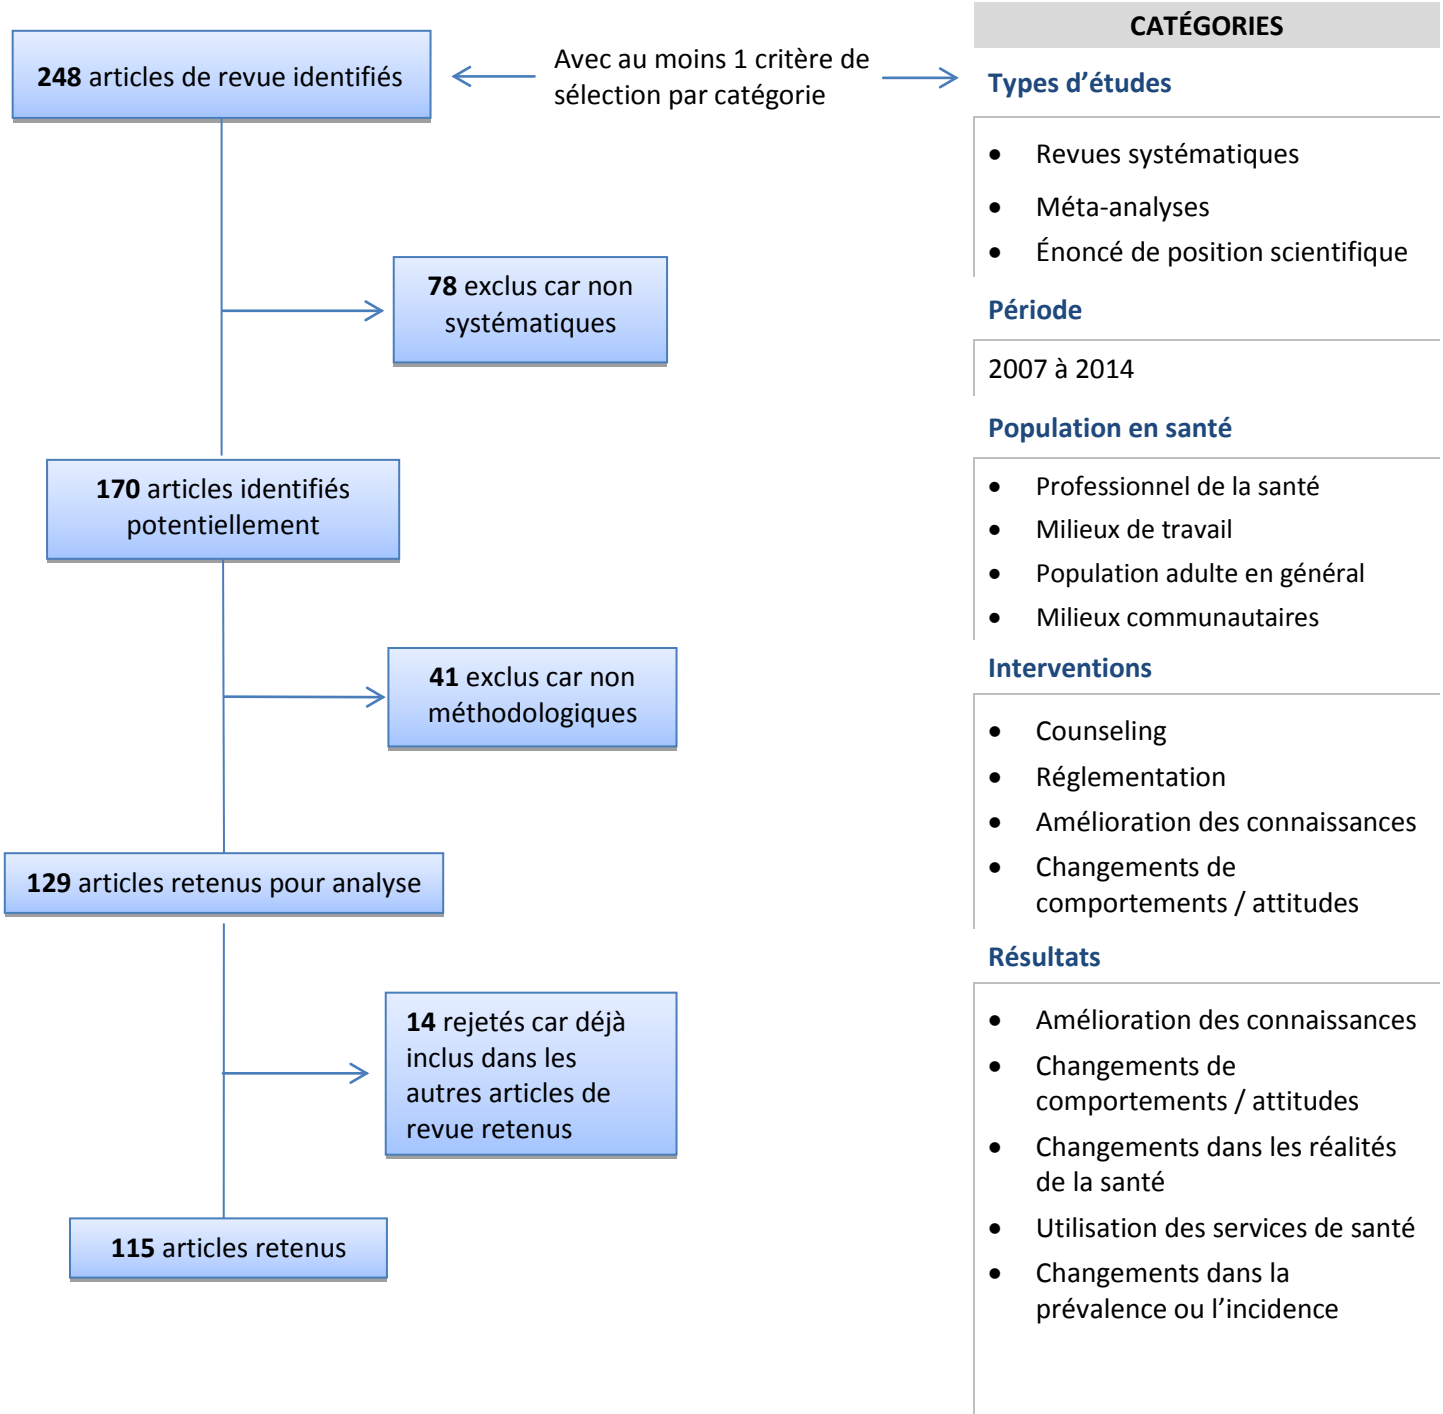 248 articles de revue identifiés
Avec au moins 1 critère de
sélection par catégorie
78 exclus car non
systématiques
170 articles identifiés
potentiellement
41 exclus car non
méthodologiques
129 articles retenus pour analyse
14 rejetés car déjà
inclus dans les
autres articles de
revue retenus
115 articles retenus
CATÉGORIES
Types d’études
• Revues systématiques
• Méta-analyses
• Énoncé de position scientifique
Période
2007 à 2014
Population en santé
• Professionnel de la santé
• Milieux de travail
• Population adulte en général
• Milieux communautaires
Interventions
• Counseling
• Réglementation
• Amélioration des connaissances
• Changements de
comportements / attitudes
Résultats
• Amélioration des connaissances
• Changements de
comportements / attitudes
• Changements dans les réalités
de la santé
• Utilisation des services de santé
• Changements dans la
prévalence ou l’incidence